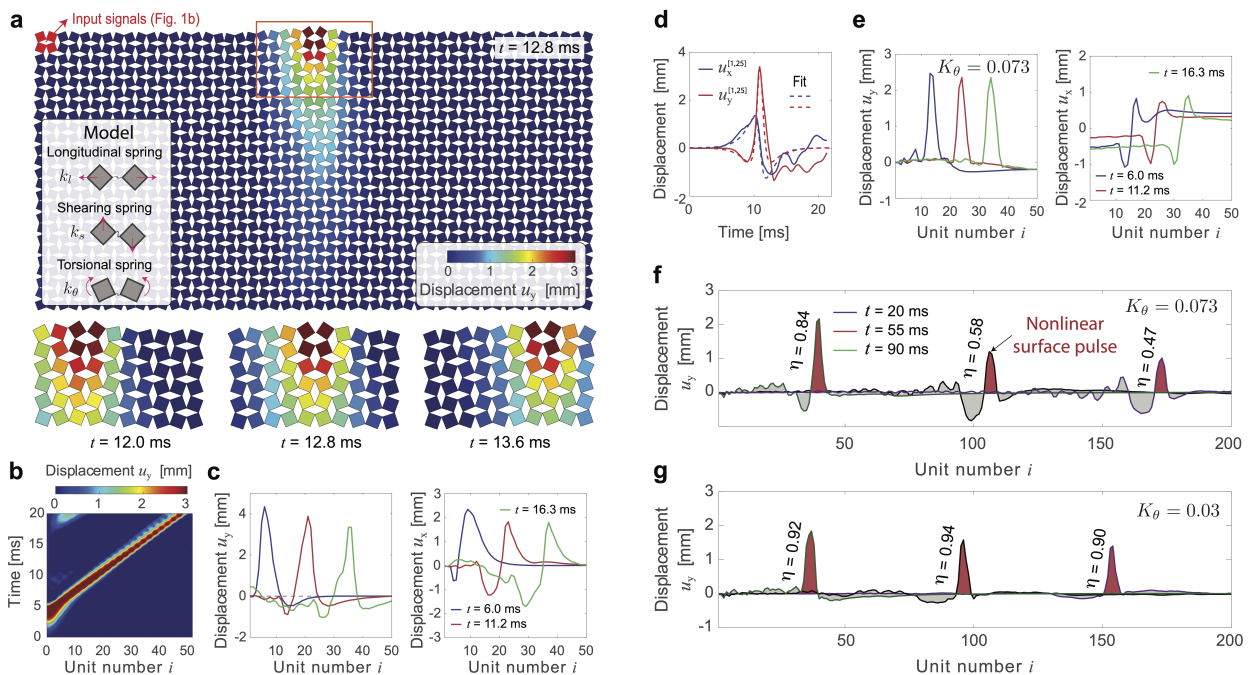 a
Input signals (Fig. 1b)
t = 12.8 ms
Model
Longitudinal spring
k_l
Shearing spring
k_s
Torsional spring
k_θ
0 1 2 3
Displacement u_y [mm]
t = 12.0 ms
t = 12.8 ms
t = 13.6 ms
b
Displacement u_y [mm]
0 1 2 3
Time [ms]
20
15
10
5
0
0 10 20 30 40 50
Unit number i
c
Displacement u_y [mm]
4
2
0
-2
10 20 30 40 50
Unit number i
Displacement u_x [mm]
3
2
1
0
-1
-2
-3
t = 16.3 ms
t = 6.0 ms
t = 11.2 ms
10 20 30 40 50
Unit number i
d
Displacement [mm]
4
2
0
-2
u_x^[1,25]
u_y^[1,25]
Fit
0 10 20
Time [ms]
e
Displacement u_y [mm]
3
2
1
0
-1
K_θ = 0.073
10 20 30 40 50
Unit number i
Displacement u_x [mm]
2
1
0
-1
-2
t = 16.3 ms
t = 6.0 ms
t = 11.2 ms
10 20 30 40 50
Unit number i
f
Displacement
u_y [mm]
3
2
1
0
-1
t = 20 ms
t = 55 ms
t = 90 ms
η = 0.84
η = 0.58
η = 0.47
Nonlinear
surface pulse
K_θ = 0.073
50 100 150 200
Unit number i
g
Displacement
u_y [mm]
3
2
1
0
-1
η = 0.92
η = 0.94
η = 0.90
K_θ = 0.03
50 100 150 200
Unit number i